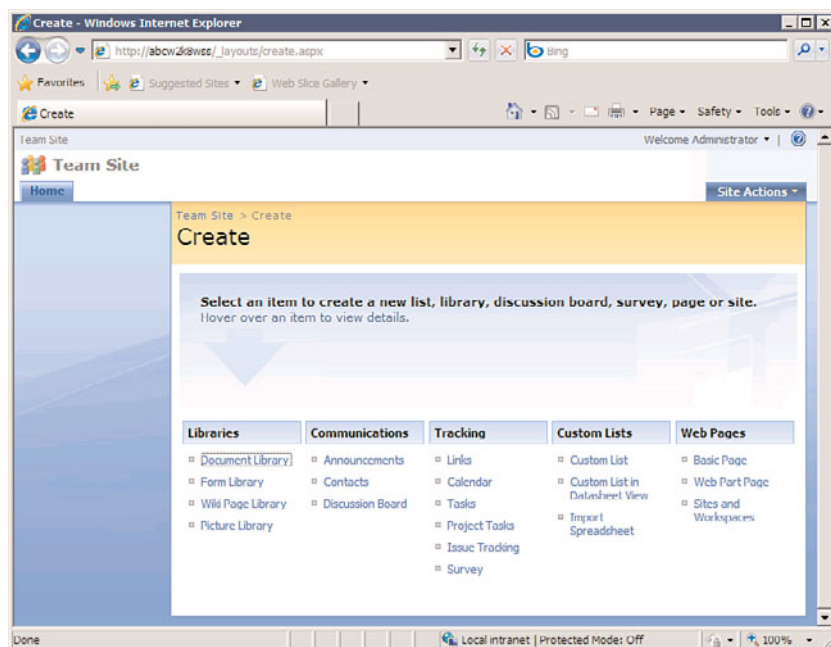 Create - Windows Internet Explorer
http://abcw2k8wss/_layouts/create.aspx
Bing
Favorites Suggested Sites Web Slice Gallery
Create
Page Safety Tools
Team Site
Welcome Administrator |
Team Site
Home
Site Actions
Team Site > Create
Create
Select an item to create a new list, library, discussion board, survey, page or site.
Hover over an item to view details.
Libraries
Document Library
Form Library
Wiki Page Library
Picture Library
Communications
Announcements
Contacts
Discussion Board
Tracking
Links
Calendar
Tasks
Project Tasks
Issue Tracking
Survey
Custom Lists
Custom List
Custom List in
Datasheet View
Import
Spreadsheet
Web Pages
Basic Page
Web Part Page
Sites and
Workspaces
Done
Local intranet | Protected Mode: Off
100%